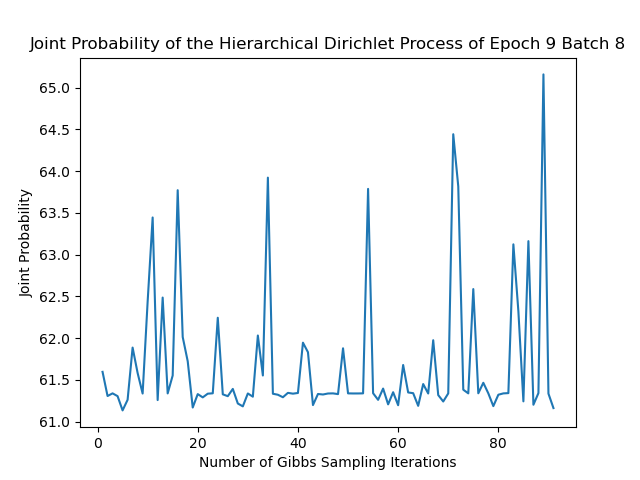 Joint Probability of the Hierarchical Dirichlet Process of Epoch 9 Batch 8
65.0
64.5
64.0
63.5
63.0
62.5
62.0
61.5
61.0
Joint Probability
0 20 40 60 80
Number of Gibbs Sampling Iterations